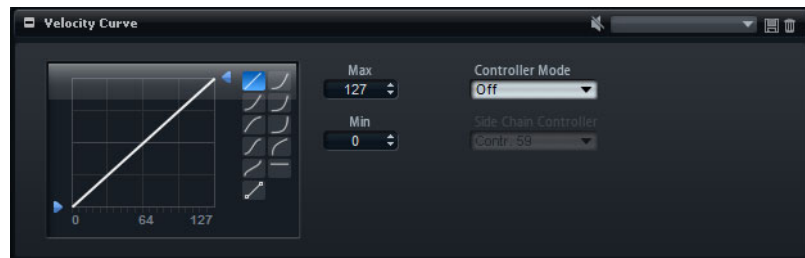 Velocity Curve
Max
127
Min
0
Controller Mode
Off
Side Chain Controller
Contr. 59
0 64 127